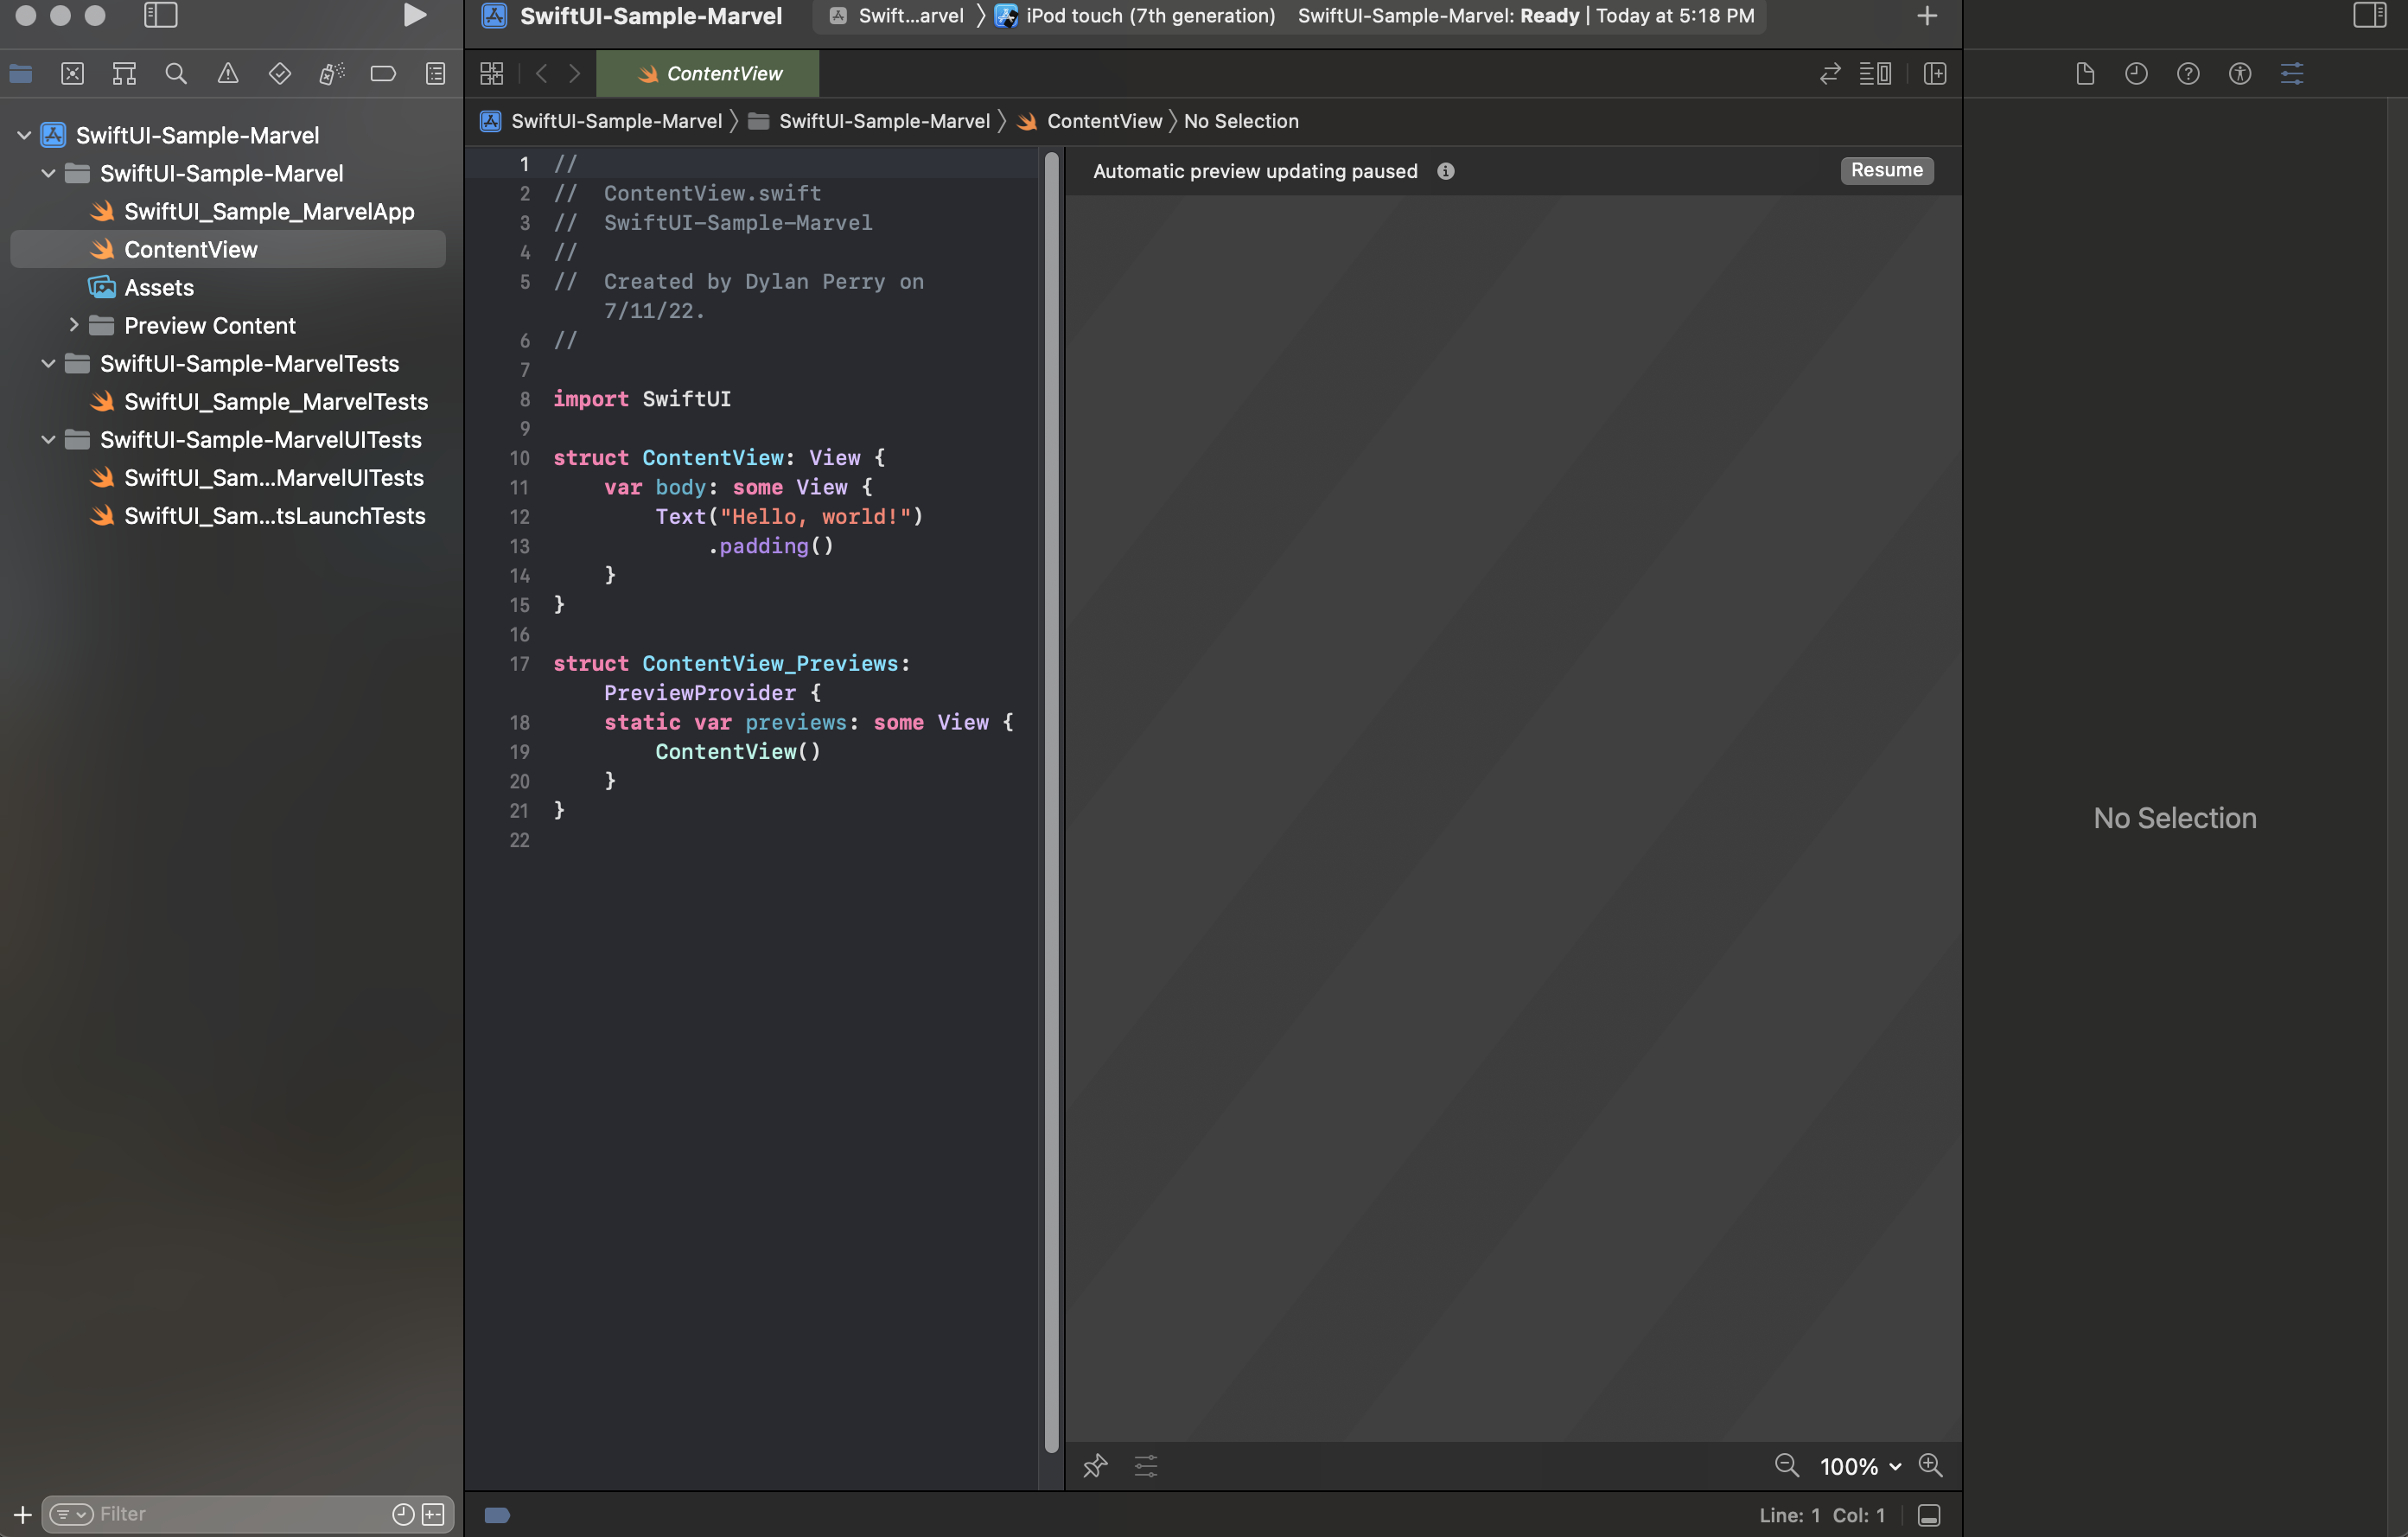 SwiftUI-Sample-Marvel
Swift...arvel
iPod touch (7th generation)
SwiftUI-Sample-Marvel: Ready | Today at 5:18 PM
ContentView
SwiftUI-Sample-Marvel
SwiftUI-Sample-Marvel
SwiftUI_Sample_MarvelApp
ContentView
Assets
Preview Content
SwiftUI-Sample-MarvelTests
SwiftUI_Sample_MarvelTests
SwiftUI-Sample-MarvelUITests
SwiftUI_Sam...MarvelUITests
SwiftUI_Sam...tsLaunchTests
Filter
SwiftUI-Sample-Marvel
SwiftUI-Sample-Marvel
ContentView
No Selection
1 //
2 // ContentView.swift
3 // SwiftUI-Sample-Marvel
4 //
5 // Created by Dylan Perry on
7/11/22.
6 //
7
8 import SwiftUI
9
10 struct ContentView: View {
11 var body: some View {
12 Text("Hello, world!")
13 .padding()
14 }
15 }
16
17 struct ContentView_Previews:
PreviewProvider {
18 static var previews: some View {
19 ContentView()
20 }
21 }
22
Automatic preview updating paused
Resume
100%
Line: 1 Col: 1
No Selection